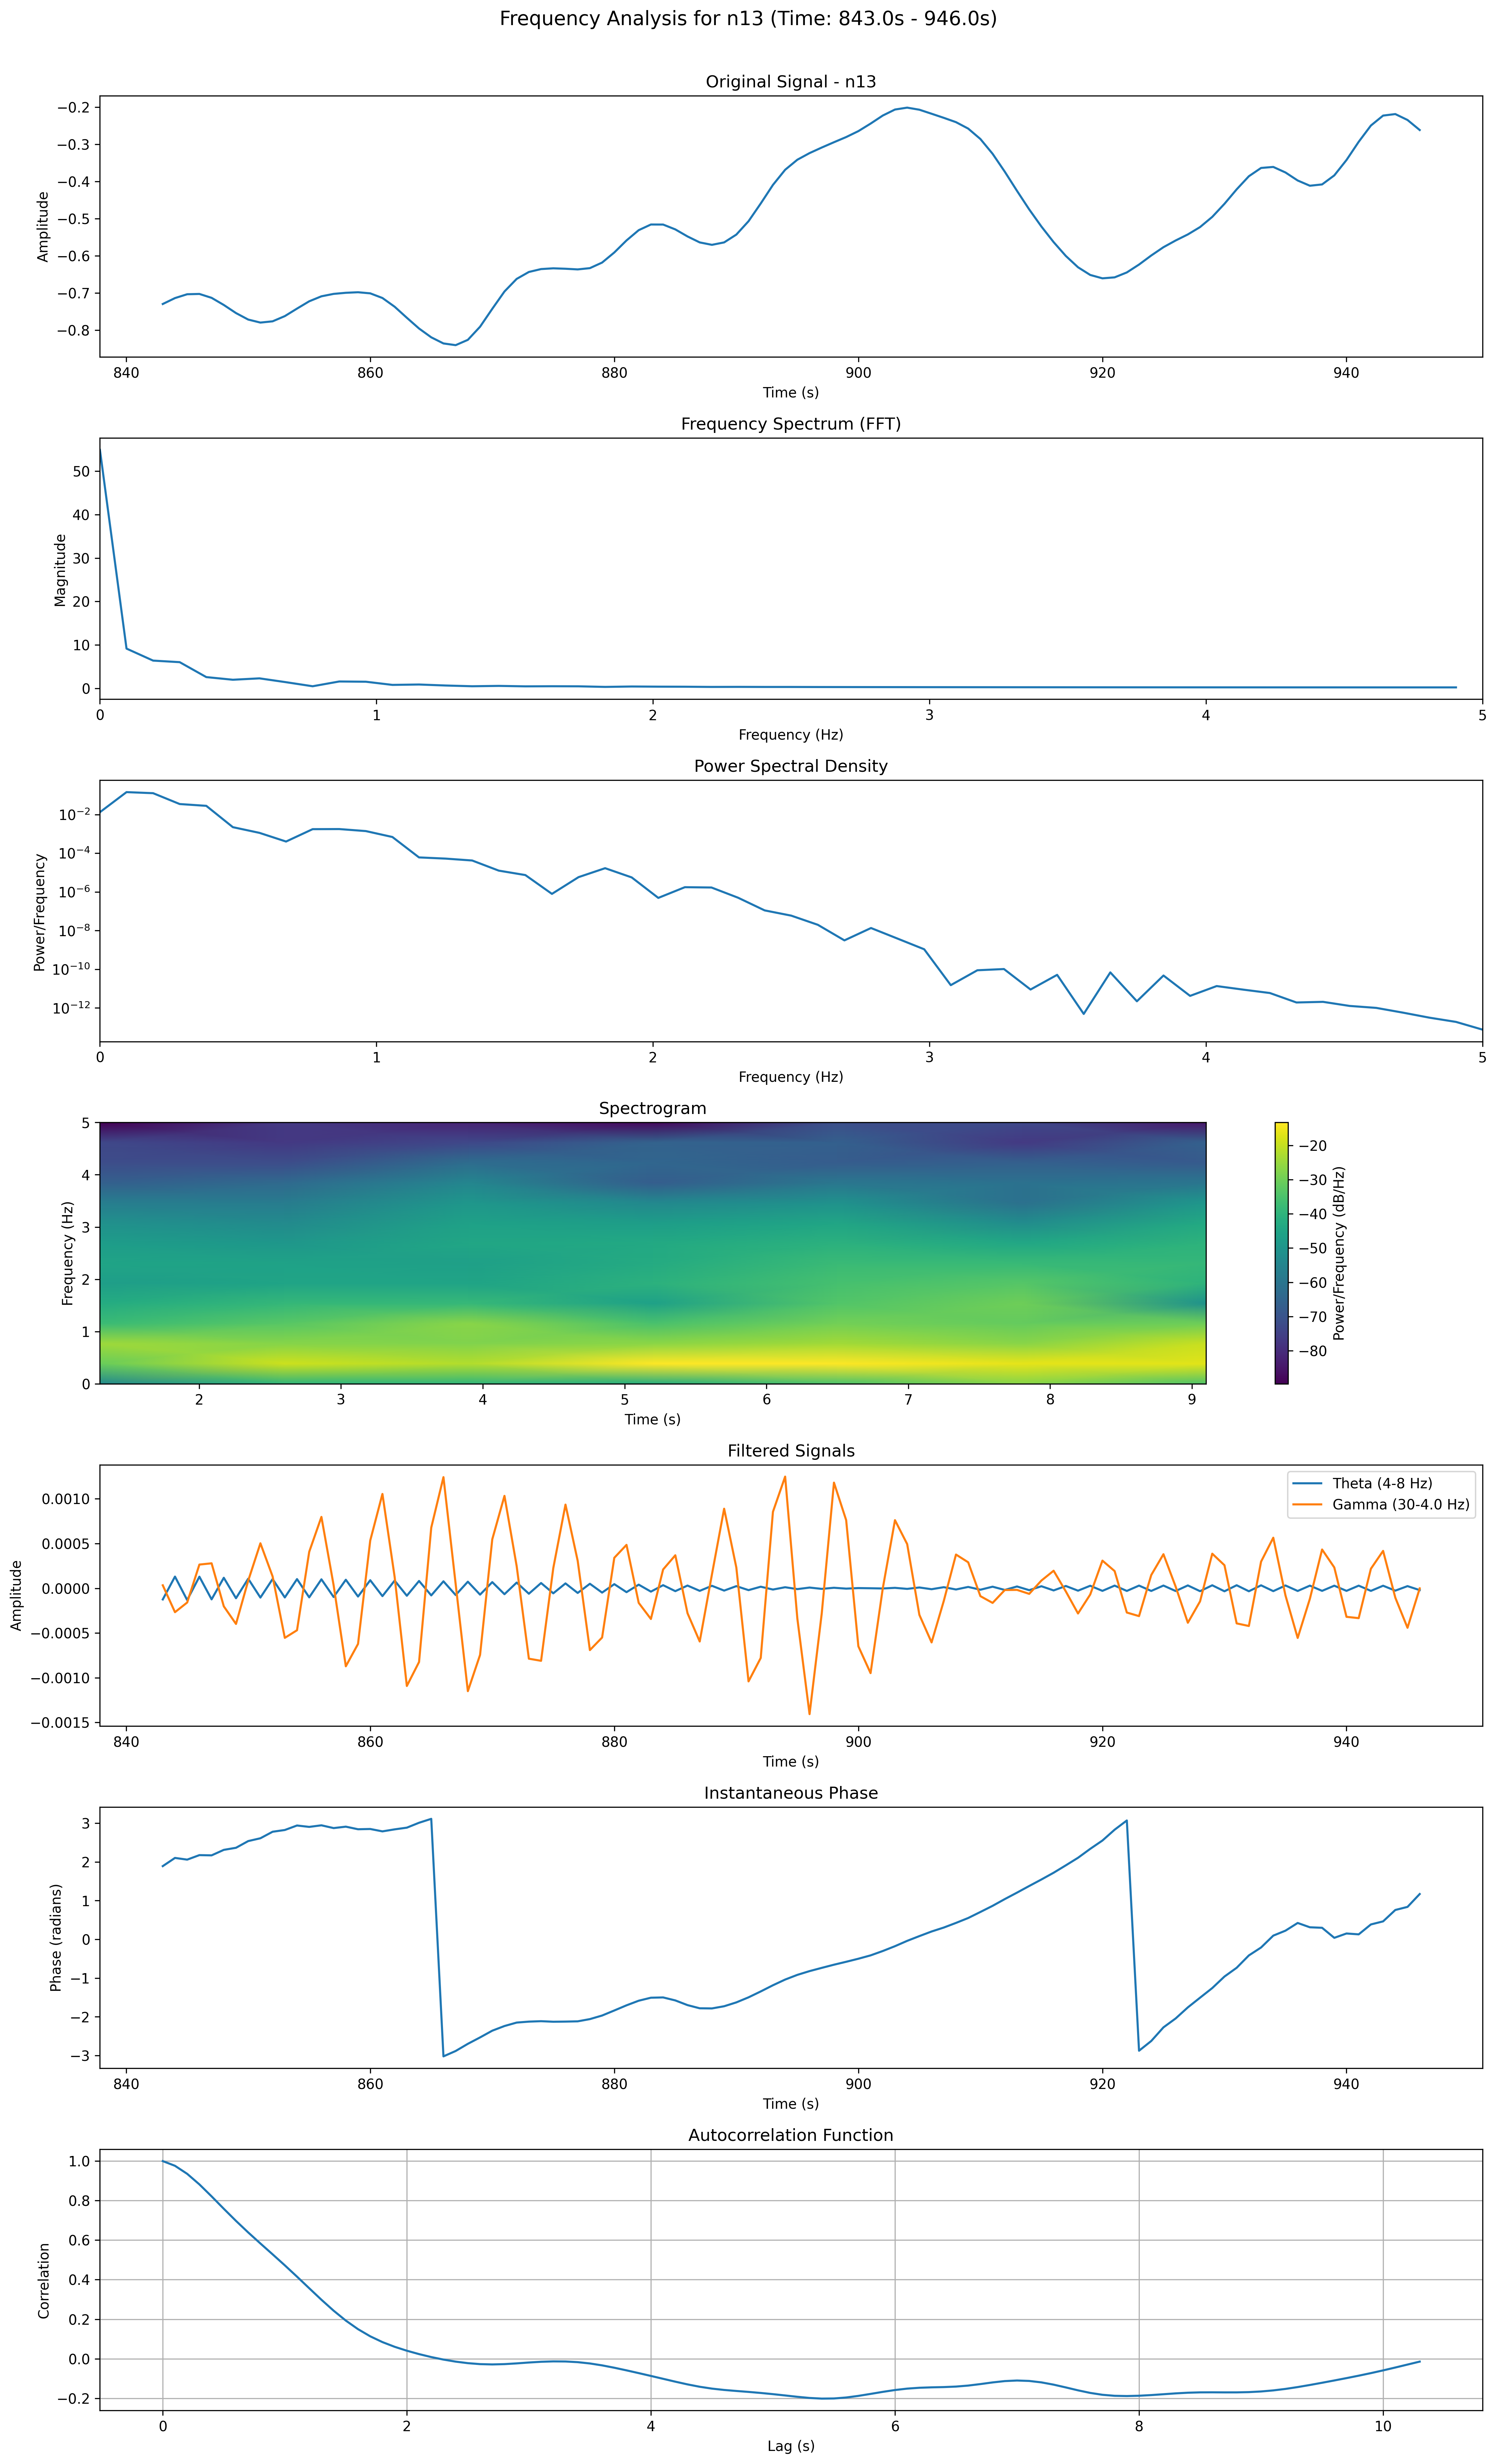 Frequency Analysis for n13 (Time: 843.0s - 946.0s)
Original Signal - n13
Amplitude
−0.2
−0.3
−0.4
−0.5
−0.6
−0.7
−0.8
840 860 880 900 920 940
Time (s)
Frequency Spectrum (FFT)
Magnitude
50
40
30
20
10
0
0 1 2 3 4 5
Frequency (Hz)
Power Spectral Density
Power/Frequency
10⁻²
10⁻⁴
10⁻⁶
10⁻⁸
10⁻¹⁰
10⁻¹²
0 1 2 3 4 5
Frequency (Hz)
Spectrogram
Frequency (Hz)
5
4
3
2
1
0
2 3 4 5 6 7 8 9
Time (s)
−20
−30
−40
−50
−60
−70
−80
Power/Frequency (dB/Hz)
Filtered Signals
Amplitude
0.0010
0.0005
0.0000
−0.0005
−0.0010
−0.0015
Theta (4-8 Hz)
Gamma (30-4.0 Hz)
840 860 880 900 920 940
Time (s)
Instantaneous Phase
Phase (radians)
3
2
1
0
−1
−2
−3
840 860 880 900 920 940
Time (s)
Autocorrelation Function
Correlation
1.0
0.8
0.6
0.4
0.2
0.0
−0.2
0 2 4 6 8 10
Lag (s)